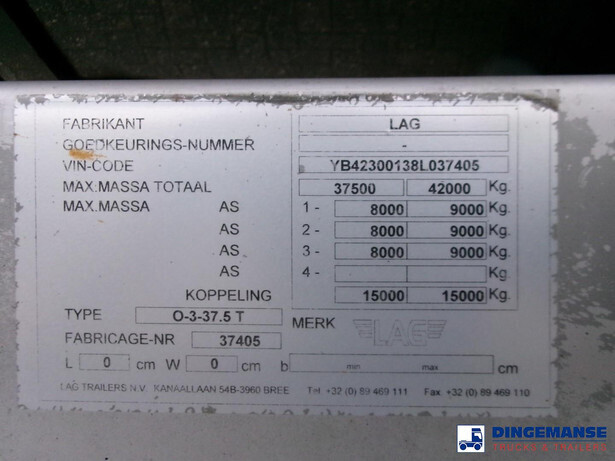 FABRIKANT LAG
GOEDKEURINGS-NUMMER -
VIN-CODE YB42300138L037405
MAX.MASSA TOTAAL 37500 42000 Kg.
MAX.MASSA AS 1 - 8000 9000 Kg.
AS 2 - 8000 9000 Kg.
AS 3 - 8000 9000 Kg.
AS 4 - Kg.
KOPPELING 15000 15000 Kg.
TYPE O-3-37.5 T MERK LAG
FABRICAGE-NR 37405
L 0 cm W 0 cm b min max cm
LAG TRAILERS N.V. KANAALLAAN 54B-3960 BREE Tel. +32 (0) 89 469 111 Fax. +32 (0) 89 469 110
DINGEMANSE
TRUCKS & TRAILERS